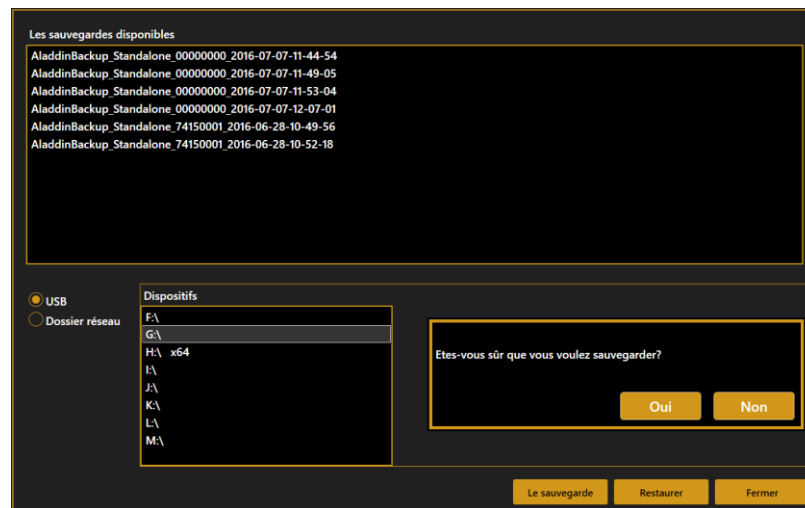 Les sauvegardes disponibles
AladdinBackup_Standalone_00000000_2016-07-07-11-44-54
AladdinBackup_Standalone_00000000_2016-07-07-11-49-05
AladdinBackup_Standalone_00000000_2016-07-07-11-53-04
AladdinBackup_Standalone_00000000_2016-07-07-12-07-01
AladdinBackup_Standalone_74150001_2016-06-28-10-49-56
AladdinBackup_Standalone_74150001_2016-06-28-10-52-18
USB
Dossier réseau
Dispositifs
F:\
G:\
H:\ x64
I:\
J:\
K:\
L:\
M:\
Etes-vous sûr que vous voulez sauvegarder?
Oui Non
Le sauvegarde Restaurer Fermer